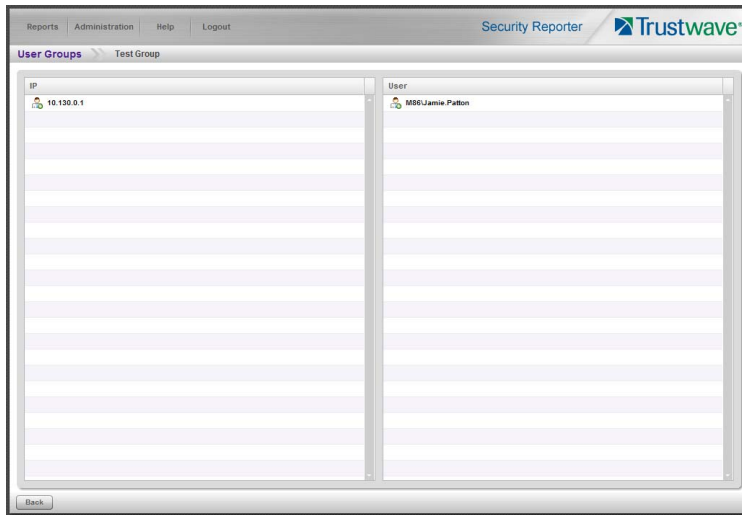 Reports Administration Help Logout
Security Reporter
Trustwave®
User Groups Test Group
IP
10.130.0.1
User
M86\Jamie.Patton
Back